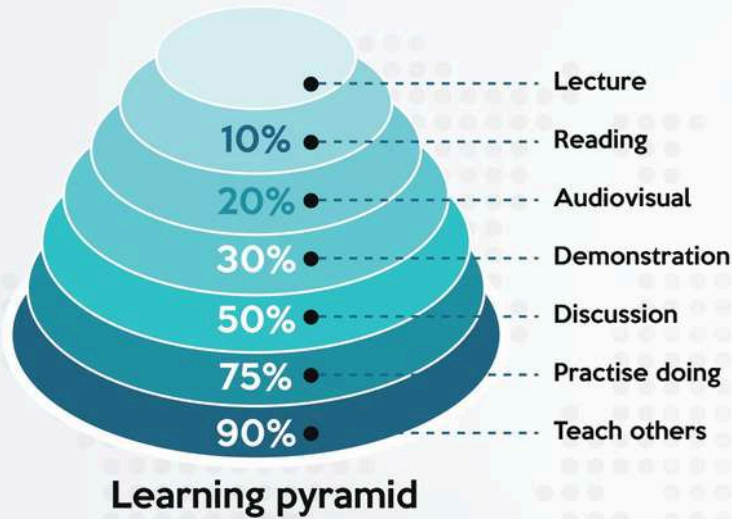 Lecture
10% Reading
20% Audiovisual
30% Demonstration
50% Discussion
75% Practise doing
90% Teach others
Learning pyramid